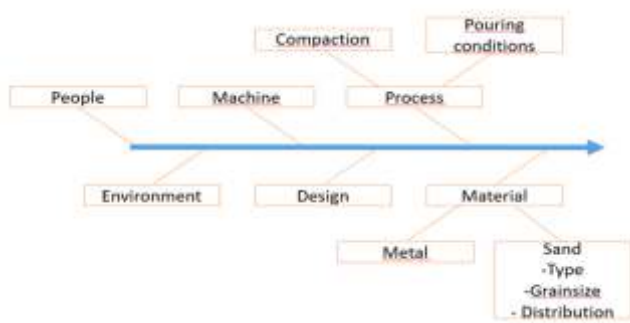 Compaction
Pouring
conditions
People
Machine
Process
Environment
Design
Material
Metal
Sand
-Type
-Grainsize
- Distribution